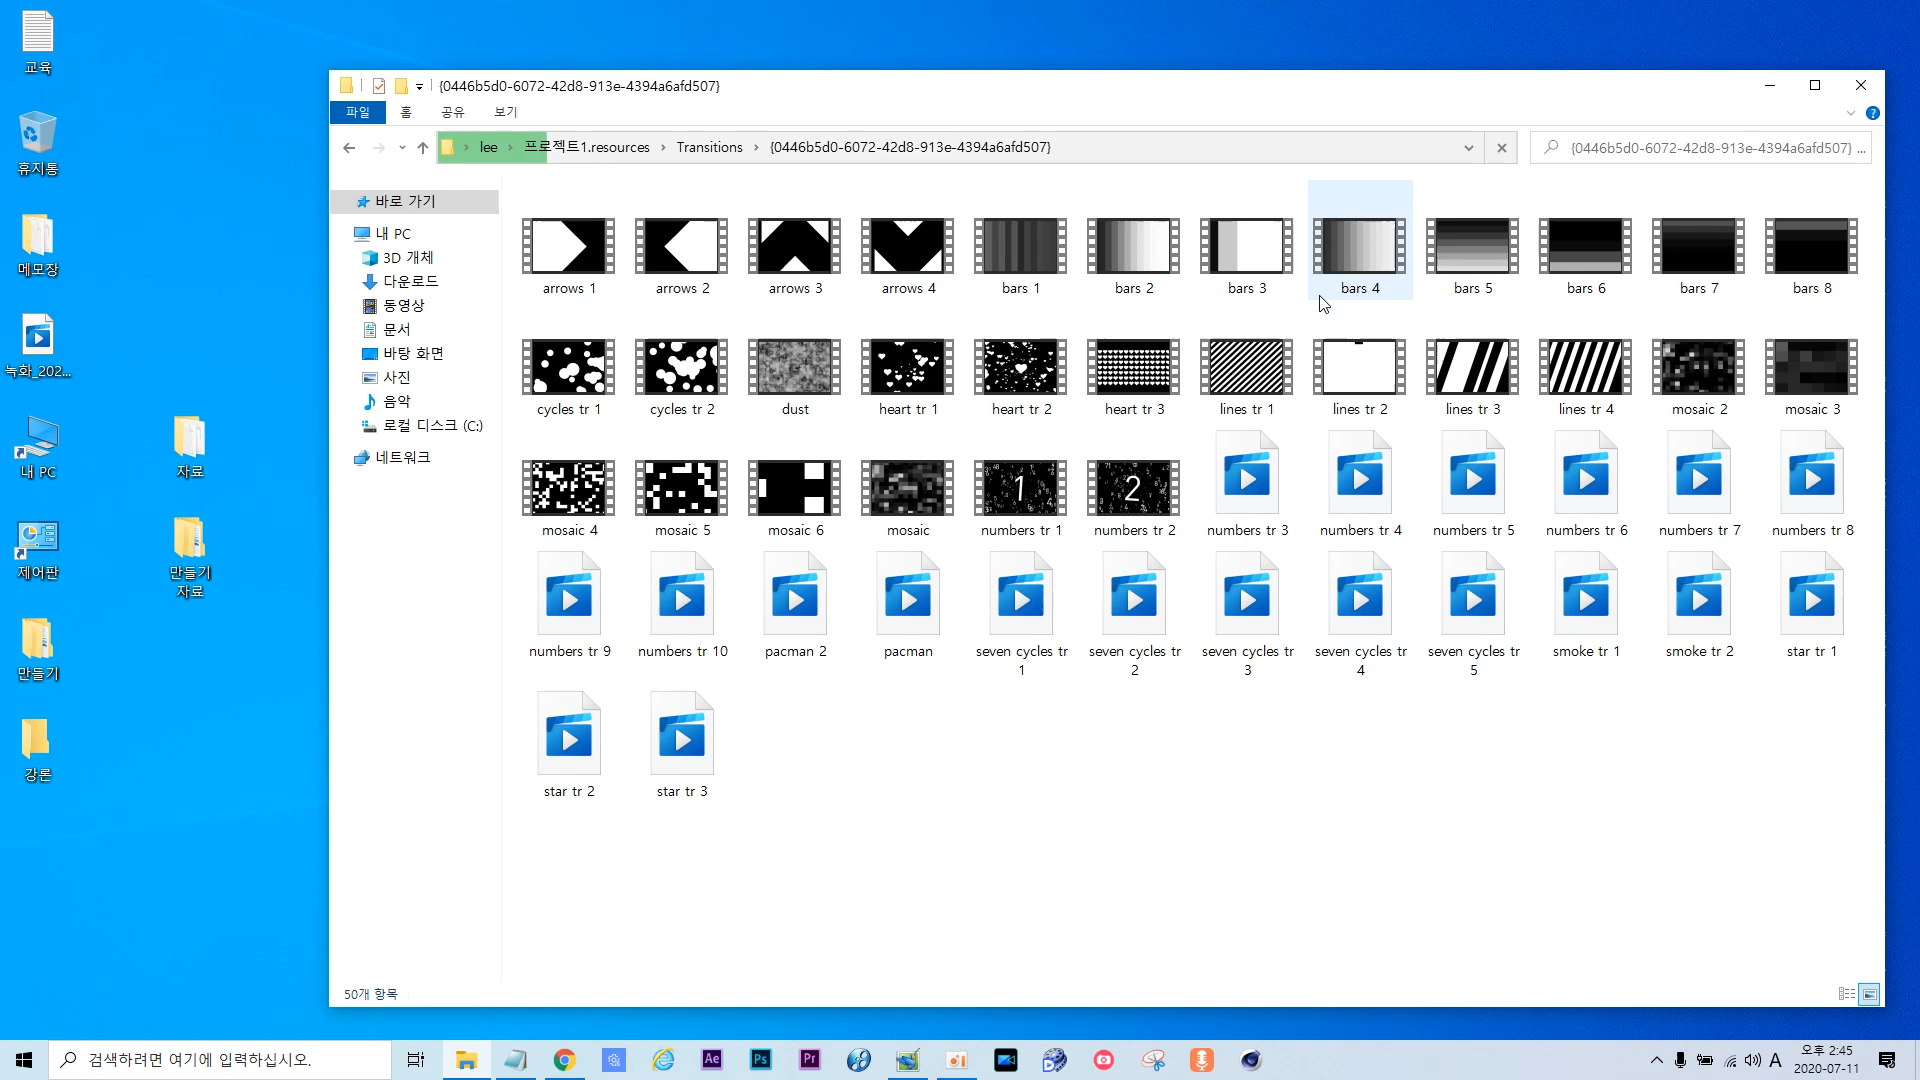 교육
휴지통
메모장
녹화_202...
내 PC
제어판
만들기
강론
자료
만들기
자료
{0446b5d0-6072-42d8-913e-4394a6afd507}
파일 홈 공유 보기
lee 프로젝트1.resources Transitions {0446b5d0-6072-42d8-913e-4394a6afd507}
{0446b5d0-6072-42d8-913e-4394a6afd507} ...
바로 가기
내 PC
3D 개체
다운로드
동영상
문서
바탕 화면
사진
음악
로컬 디스크 (C:)
네트워크
arrows 1 arrows 2 arrows 3 arrows 4 bars 1 bars 2 bars 3 bars 4 bars 5 bars 6 bars 7 bars 8
cycles tr 1 cycles tr 2 dust heart tr 1 heart tr 2 heart tr 3 lines tr 1 lines tr 2 lines tr 3 lines tr 4 mosaic 2 mosaic 3
1 2
mosaic 4 mosaic 5 mosaic 6 mosaic numbers tr 1 numbers tr 2 numbers tr 3 numbers tr 4 numbers tr 5 numbers tr 6 numbers tr 7 numbers tr 8
numbers tr 9 numbers tr 10 pacman 2 pacman seven cycles tr 1 seven cycles tr 2 seven cycles tr 3 seven cycles tr 4 seven cycles tr 5 smoke tr 1 smoke tr 2 star tr 1
star tr 2 star tr 3
50개 항목
검색하려면 여기에 입력하십시오.
Ae Ps Pr
A
오후 2:45
2020-07-11